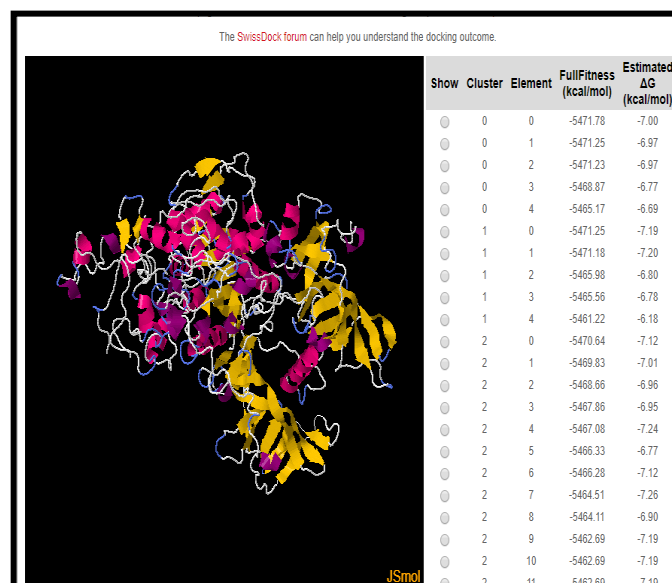 The SwissDock forum can help you understand the docking outcome.
Show Cluster Element FullFitness (kcal/mol) Estimated ΔG (kcal/mol)
0 0 -5471.78 -7.00
0 1 -5471.25 -6.97
0 2 -5471.23 -6.97
0 3 -5468.87 -6.77
0 4 -5465.17 -6.69
1 0 -5471.25 -7.19
1 1 -5471.18 -7.20
1 2 -5465.98 -6.80
1 3 -5465.56 -6.78
1 4 -5461.22 -6.18
2 0 -5470.64 -7.12
2 1 -5469.83 -7.01
2 2 -5468.66 -6.96
2 3 -5467.86 -6.95
2 4 -5467.08 -7.24
2 5 -5466.33 -6.77
2 6 -5466.28 -7.12
2 7 -5464.51 -7.26
2 8 -5464.11 -6.90
2 9 -5462.69 -7.19
2 10 -5462.69 -7.19
2 11 -5462.69 -7.19
JSmol